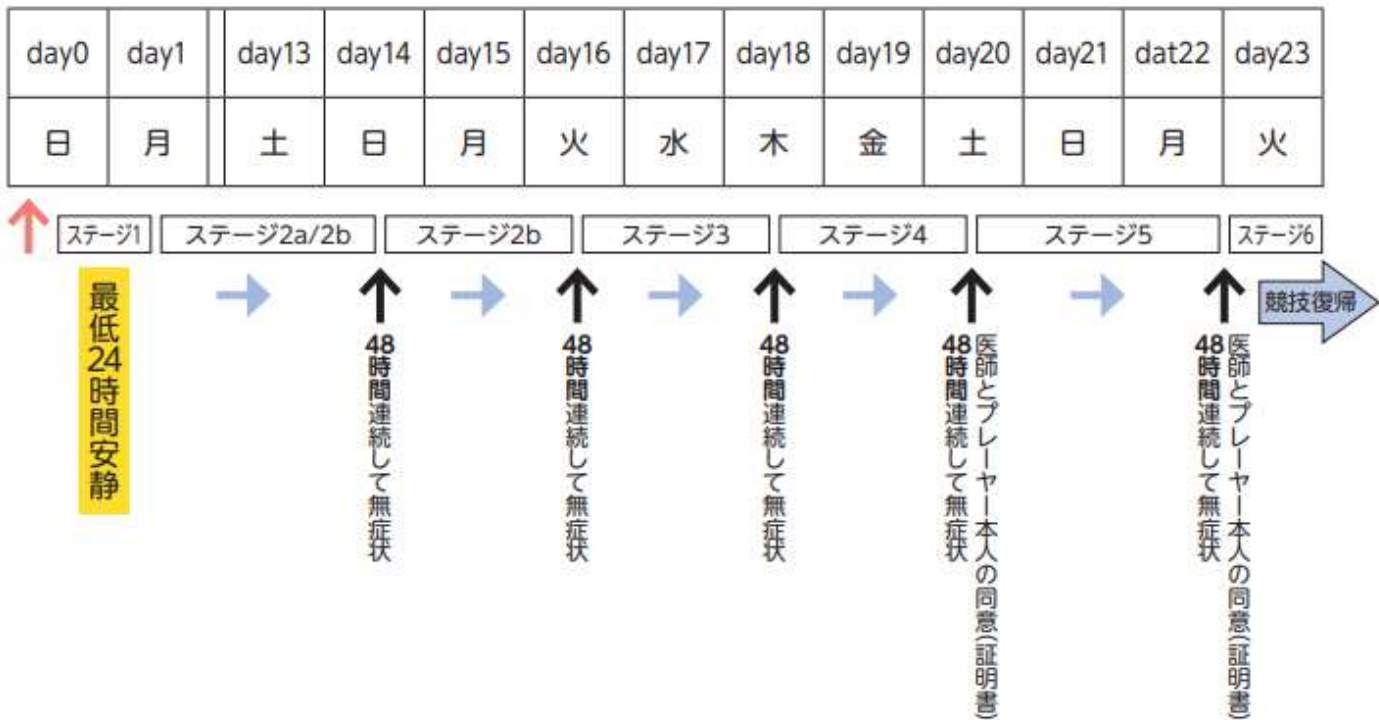 day0 day1 day13 day14 day15 day16 day17 day18 day19 day20 day21 dat22 day23
日 月 土 日 月 火 水 木 金 土 日 月 火
ステージ1 ステージ2a/2b ステージ2b ステージ3 ステージ4 ステージ5 ステージ6
最低24時間安静
48時間連続して無症状
48時間連続して無症状
48時間連続して無症状
医師とプレーヤー本人の同意(証明書)
48時間連続して無症状
医師とプレーヤー本人の同意(証明書)
48時間連続して無症状
競技復帰